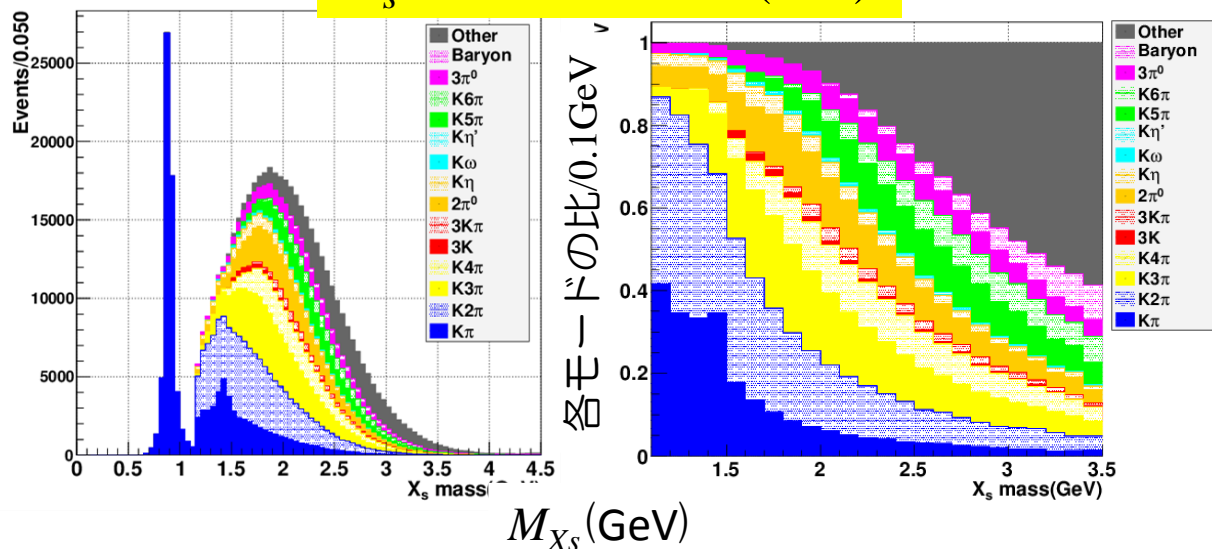 Events/0.050
25000
20000
15000
10000
5000
0
0 0.5 1 1.5 2 2.5 3 3.5 4 4.5
X_s mass
Other
Baryon
3π⁰
K6π
K5π
Kη'
Kω
Kη
2π⁰
3Kπ
3K
K4π
K3π
K2π
Kπ
各モードの比/0.1GeV
1
0.8
0.6
0.4
0.2
0
1.5 2 2.5 3 3.5
X_s mass(GeV)
Other
Baryon
3π⁰
K6π
K5π
Kη'
Kω
Kη
2π⁰
3Kπ
3K
K4π
K3π
K2π
Kπ
M_{Xs}(GeV)